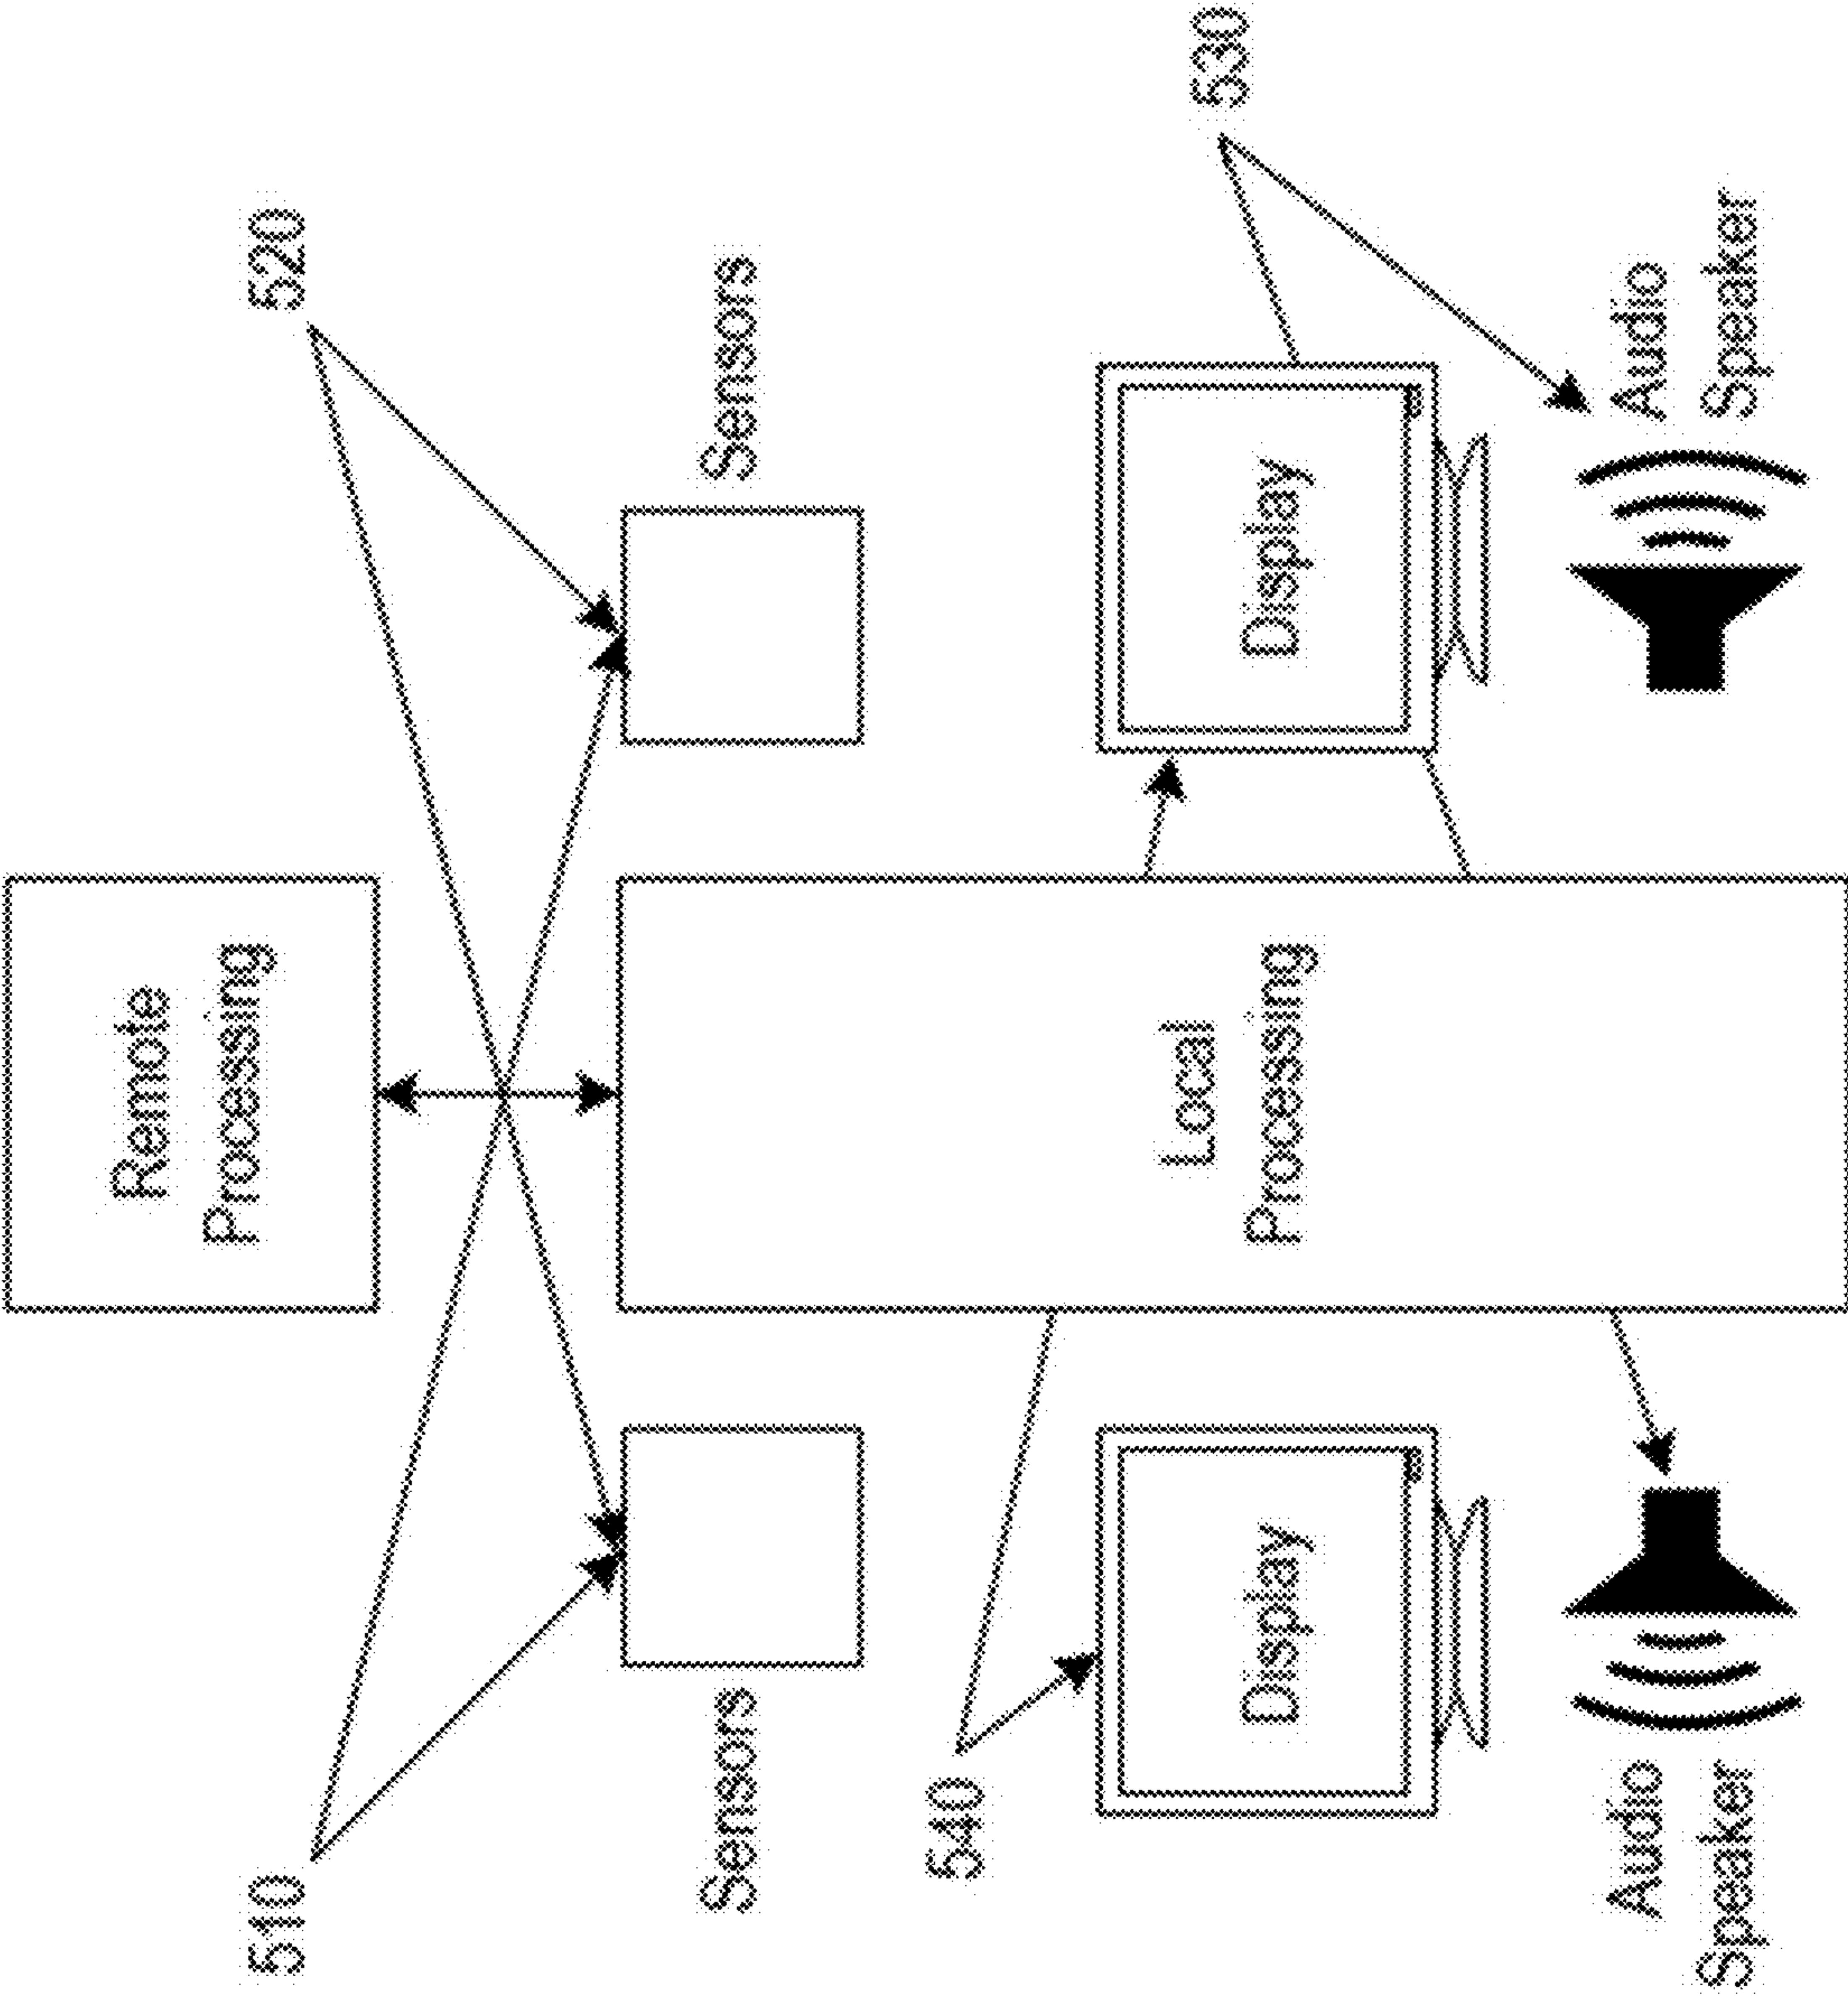 510
520
Remote
Processing
Sensors
Sensors
540
530
Display
Local
Processing
Display
Audio
Speaker
Audio
Speaker